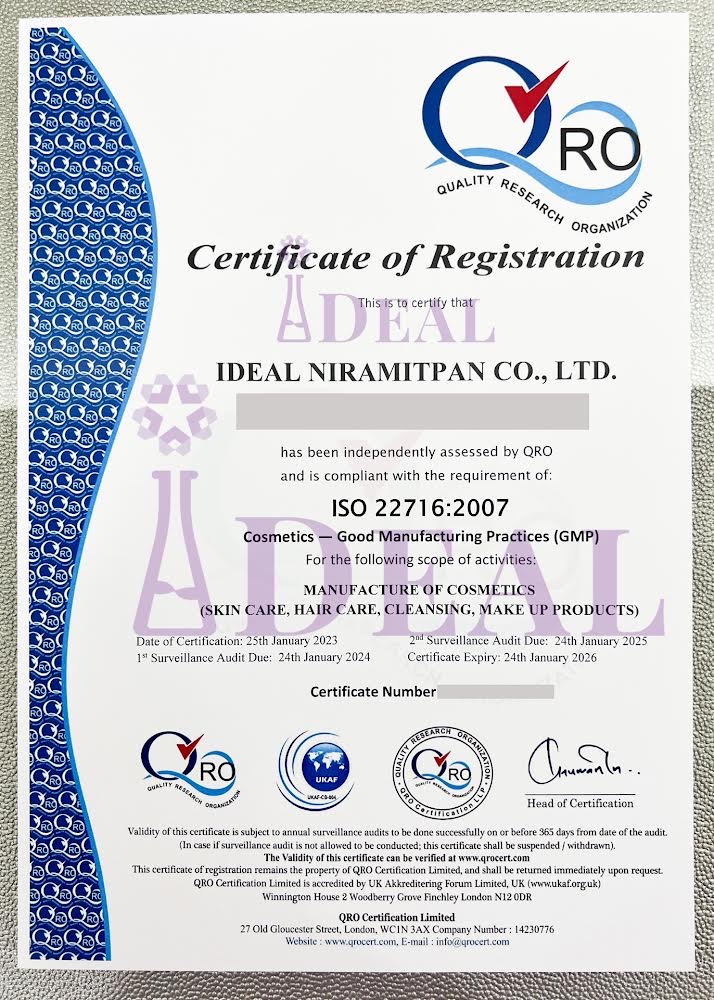 QRO
QUALITY RESEARCH ORGANIZATION
Certificate of Registration
This is to certify that
IDEAL
IDEAL NIRAMITPAN CO., LTD.
has been independently assessed by QRO
and is compliant with the requirement of:
ISO 22716:2007
IDEAL
Cosmetics — Good Manufacturing Practices (GMP)
For the following scope of activities:
MANUFACTURE OF COSMETICS
(SKIN CARE, HAIR CARE, CLEANSING, MAKE UP PRODUCTS)
Date of Certification: 25th January 2023 2nd Surveillance Audit Due: 24th January 2025
1st Surveillance Audit Due: 24th January 2024 Certificate Expiry: 24th January 2026
Certificate Number
QRO
QUALITY RESEARCH ORGANIZATION
UKAF
UKAF-CB-004
QUALITY RESEARCH ORGANIZATION
QRO
QUALITY RESEARCH ORGANIZATION
QRO Certification LLP
Head of Certification
Validity of this certificate is subject to annual surveillance audits to be done successfully on or before 365 days from date of the audit.
(In case if surveillance audit is not allowed to be conducted; this certificate shall be suspended / withdrawn).
The Validity of this certificate can be verified at www.qrocert.com
This certificate of registration remains the property of QRO Certification Limited, and shall be returned immediately upon request.
QRO Certification Limited is accredited by UK Akkreditering Forum Limited, UK (www.ukaf.org.uk)
Winnington House 2 Woodberry Grove Finchley London N12 0DR
QRO Certification Limited
27 Old Gloucester Street, London, WC1N 3AX Company Number : 14230776
Website : www.qrocert.com, E-mail : info@qrocert.com